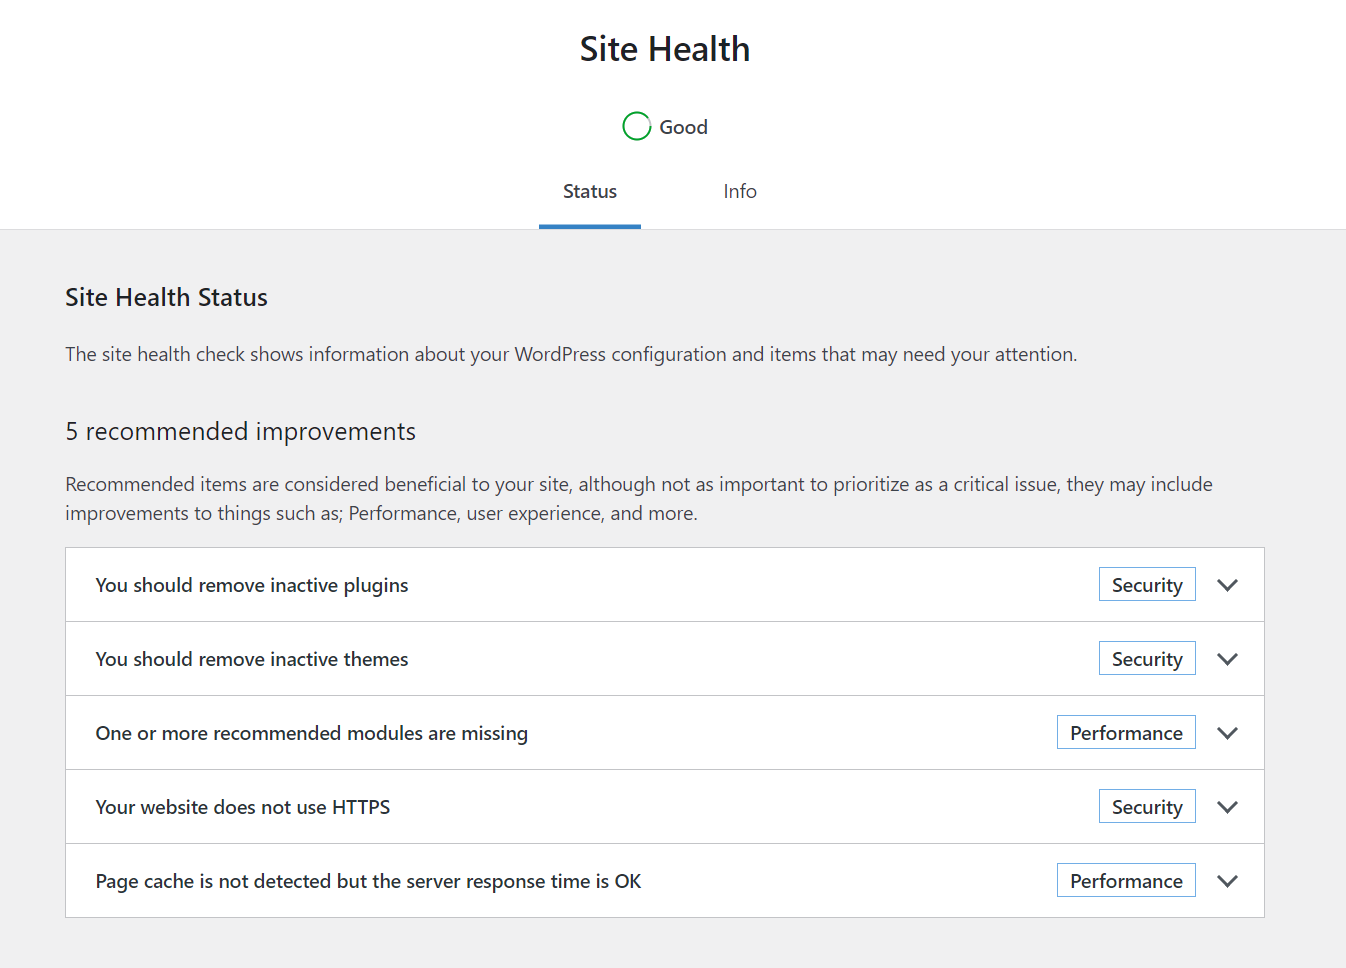 Site Health
Good
Status Info
Site Health Status
The site health check shows information about your WordPress configuration and items that may need your attention.
5 recommended improvements
Recommended items are considered beneficial to your site, although not as important to prioritize as a critical issue, they may include
improvements to things such as; Performance, user experience, and more.
You should remove inactive plugins Security
You should remove inactive themes Security
One or more recommended modules are missing Performance
Your website does not use HTTPS Security
Page cache is not detected but the server response time is OK Performance